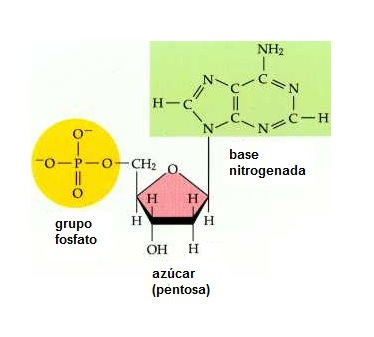 NH₂
N
C
C
N
H
C
C
C
H
N
N
O⁻
⁻O
P
O
CH₂
O
O
base
nitrogenada
grupo
fosfato
H
H
H
H
OH
H
azúcar
(pentosa)